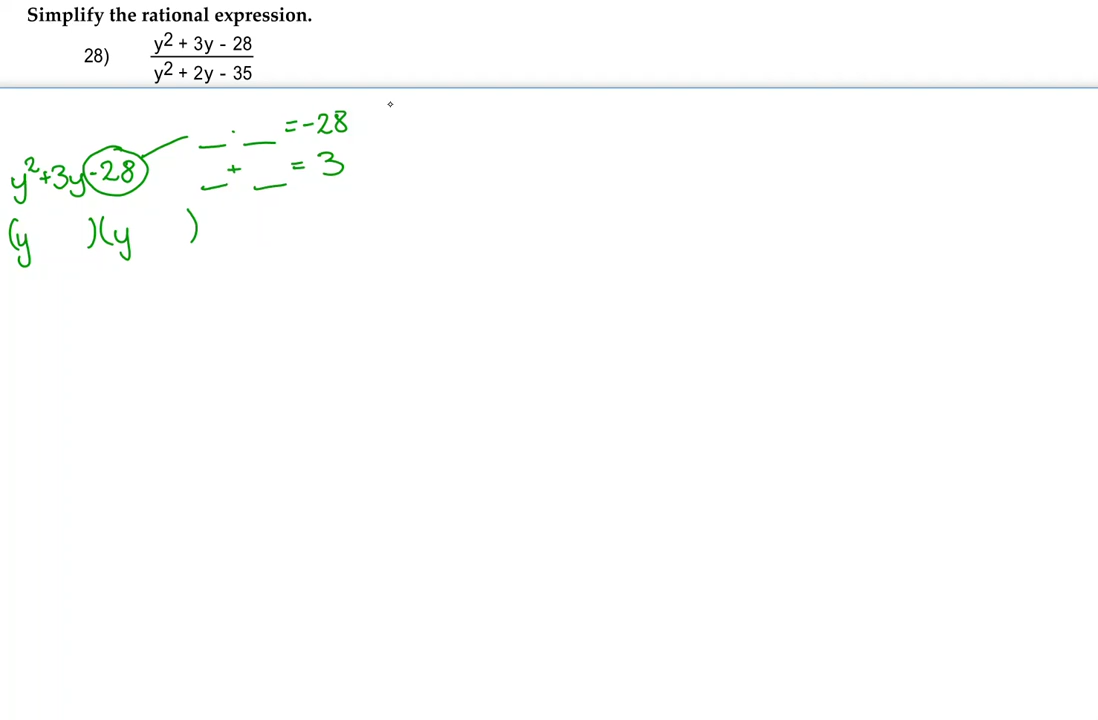 Simplify the rational expression.
28) y2 + 3y - 28
y2 + 2y - 35
_ · _ = -28
y²+3y-28
_ + _ = 3
(y )(y )